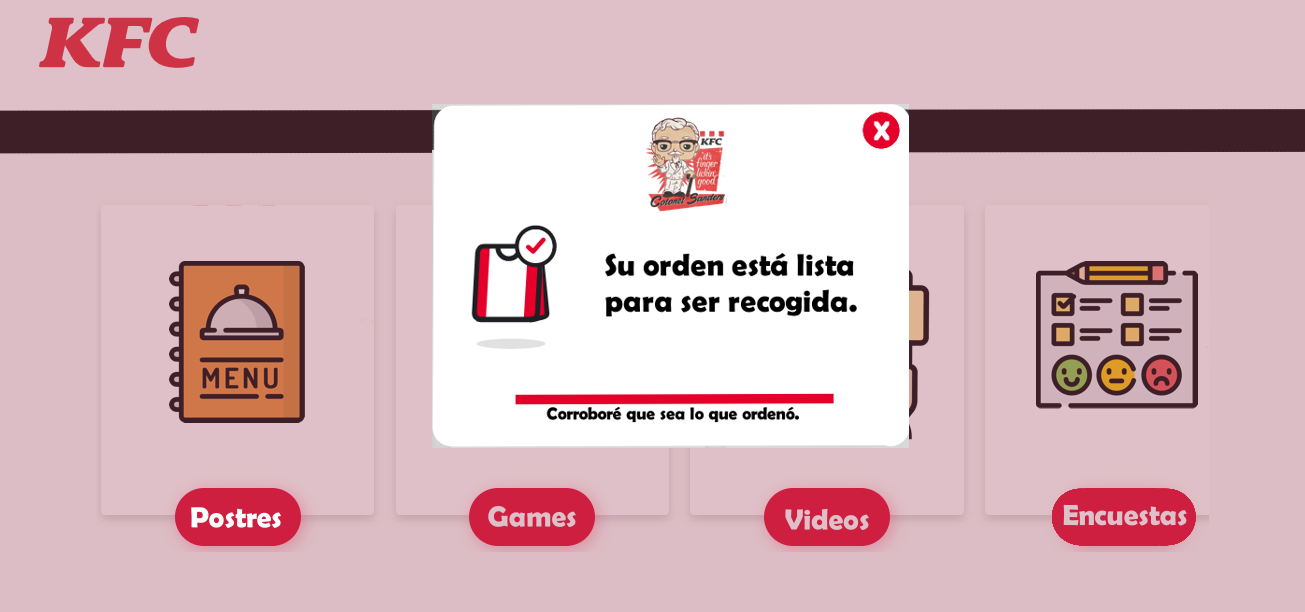 KFC
KFC
it's
finger
lickin'
good
Colonel Sanders
Su orden está lista
para ser recogida.
Corroboré que sea lo que ordenó.
MENU
Postres
Games
Videos
Encuestas